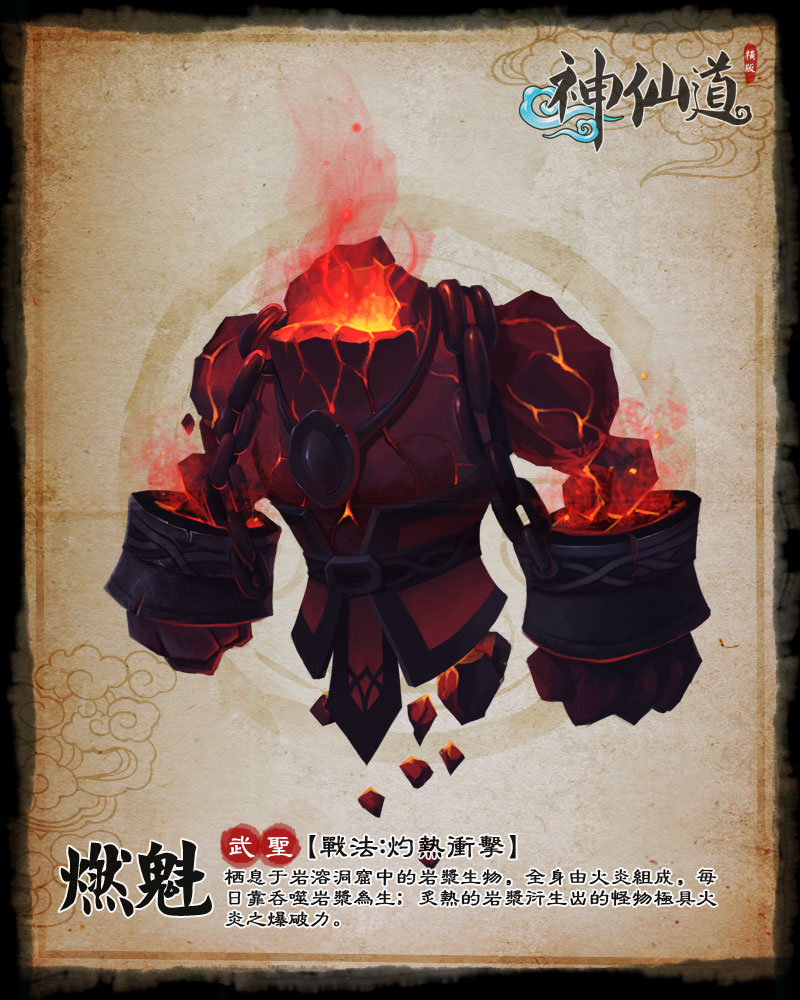 神仙道
橫版
燃魁
武聖【戰法:灼熱衝擊】
栖息于岩溶洞窟中的岩漿生物，全身由火炎組成，每
日靠吞噬岩漿為生；炙熱的岩漿衍生出的怪物極具火
炎之爆破力。